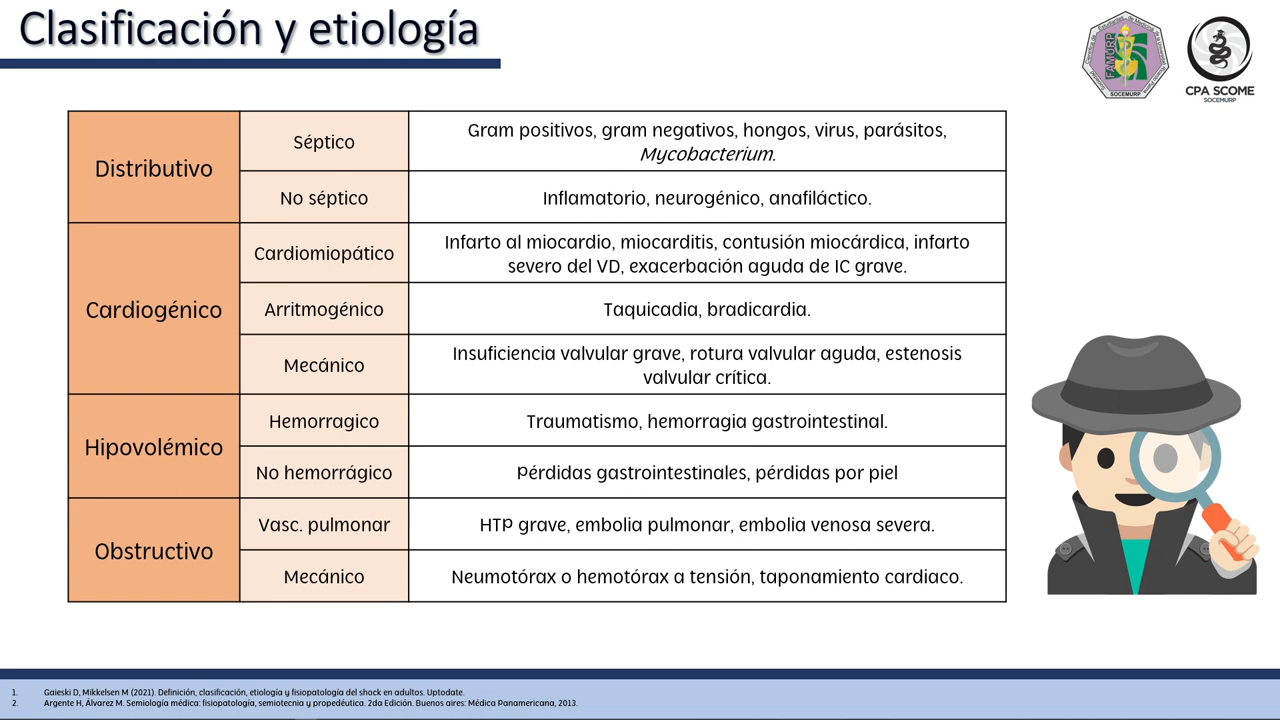 Clasificación y etiología
FAMURP
SOCEMURP
CPA SCOME
SOCEMURP
Distributivo
Séptico
Gram positivos, gram negativos, hongos, virus, parásitos,
Mycobacterium.
No séptico
Inflamatorio, neurogénico, anafiláctico.
Cardiogénico
Cardiomiopático
Infarto al miocardio, miocarditis, contusión miocárdica, infarto
severo del VD, exacerbación aguda de IC grave.
Arritmogénico
Taquicadia, bradicardia.
Mecánico
Insuficiencia valvular grave, rotura valvular aguda, estenosis
valvular crítica.
Hipovolémico
Hemorragico
Traumatismo, hemorragia gastrointestinal.
No hemorrágico
Pérdidas gastrointestinales, pérdidas por piel
Obstructivo
Vasc. pulmonar
HTP grave, embolia pulmonar, embolia venosa severa.
Mecánico
Neumotórax o hemotórax a tensión, taponamiento cardiaco.
1. Gaieski D, Mikkelsen M (2021). Definición, clasificación, etiología y fisiopatología del shock en adultos. Uptodate.
2. Argente H, Álvarez M. Semiología médica: fisiopatología, semiotecnia y propedéutica. 2da Edición. Buenos aires: Médica Panamericana, 2013.